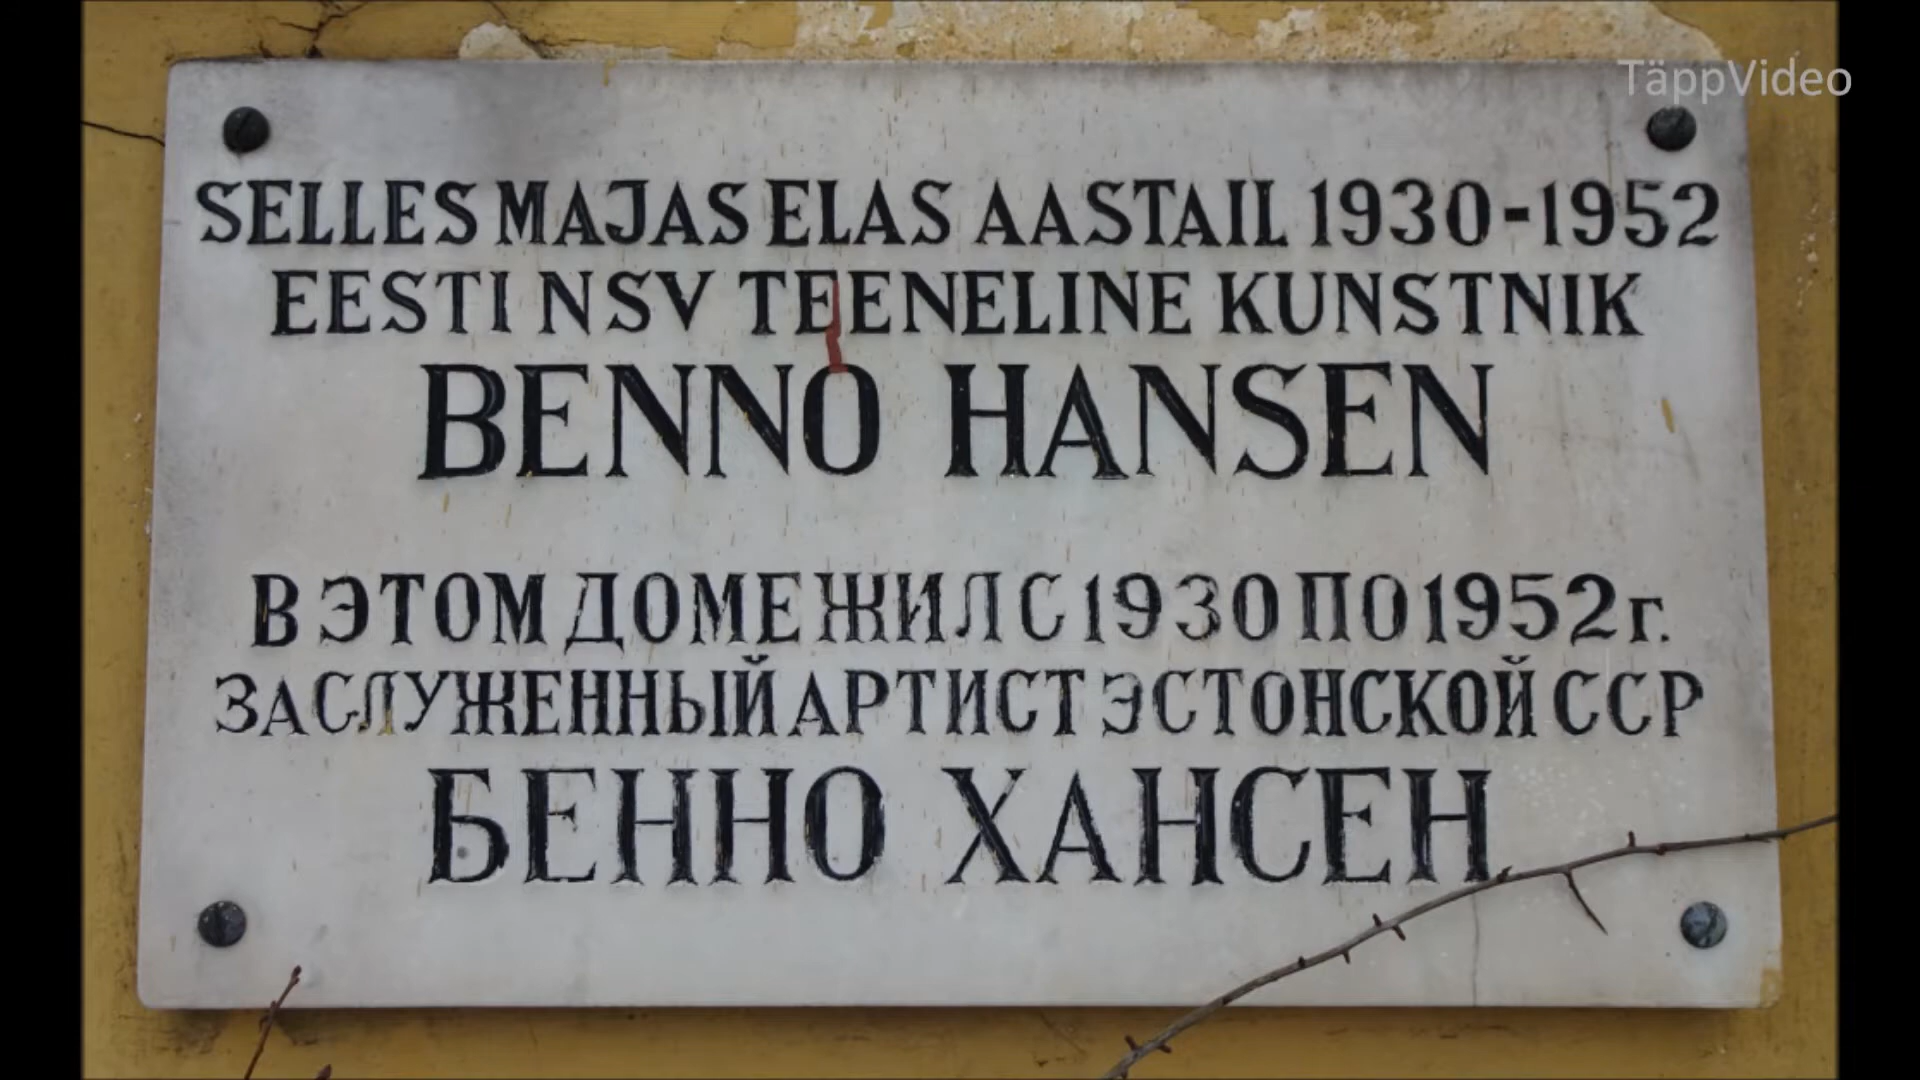 TäppVideo
SELLES MAJAS ELAS AASTAIL 1930-1952
EESTI NSV TEENELINE KUNSTNIK
BENNO HANSEN
В ЭТОМ ДОМЕ ЖИЛ С 1930 ПО 1952 г.
ЗАСЛУЖЕННЫЙ АРТИСТ ЭСТОНСКОЙ ССР
БЕННО ХАНСЕН